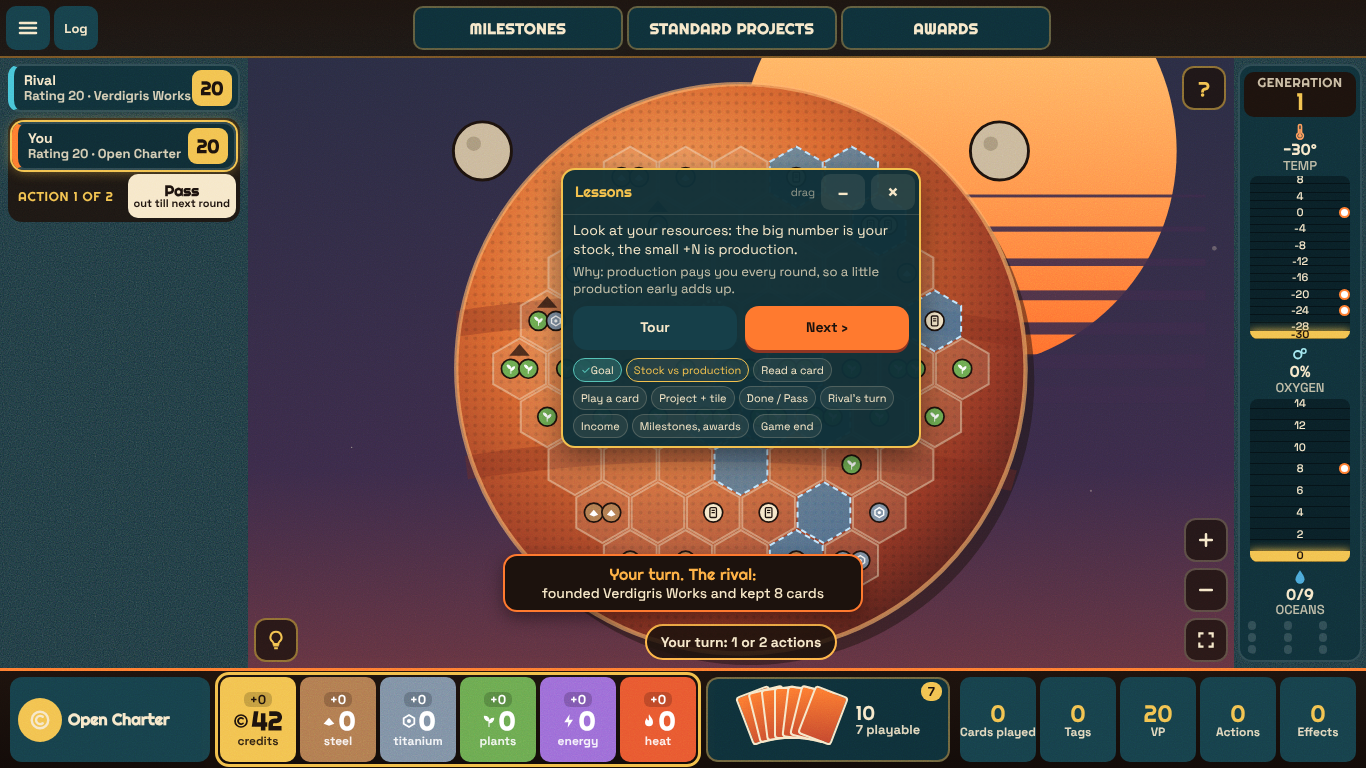 Log
MILESTONES
STANDARD PROJECTS
AWARDS
Rival
Rating 20 · Verdigris Works
20
You
Rating 20 · Open Charter
20
ACTION 1 OF 2
Pass
out till next round
?
Lessons
drag
Look at your resources: the big number is your
stock, the small +N is production.
Why: production pays you every round, so a little
production early adds up.
Tour
Next >
✓Goal
Stock vs production
Read a card
Play a card
Project + tile
Done / Pass
Rival's turn
Income
Milestones, awards
Game end
Your turn. The rival:
founded Verdigris Works and kept 8 cards
Your turn: 1 or 2 actions
GENERATION
1
-30°
TEMP
8
4
0
-4
-8
-12
-16
-20
-24
-28
-30
0%
OXYGEN
14
12
10
8
6
4
2
0
0/9
OCEANS
© Open Charter
+0
© 42
credits
+0
0
steel
+0
0
titanium
+0
0
plants
+0
0
energy
+0
0
heat
7
10
7 playable
0
Cards played
0
Tags
20
VP
0
Actions
0
Effects